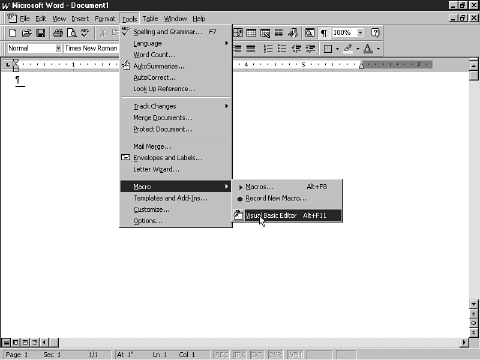 Microsoft Word - Document1
File Edit View Insert Format Tools Table Window Help
Spelling and Grammar... F7
Language
Word Count...
AutoSummarize...
AutoCorrect...
Look Up Reference...
Track Changes
Merge Documents...
Protect Document...
Mail Merge...
Envelopes and Labels...
Letter Wizard...
Macro
Templates and Add-Ins...
Customize...
Options...
Macros... Alt+F8
Record New Macro...
Visual Basic Editor Alt+F11
100%
Normal Times New Roman
1 4 5 7
¶
Page 1 Sec 1 1/1 At 1" Ln 1 Col 1 REC TRK EXT OVR WPH